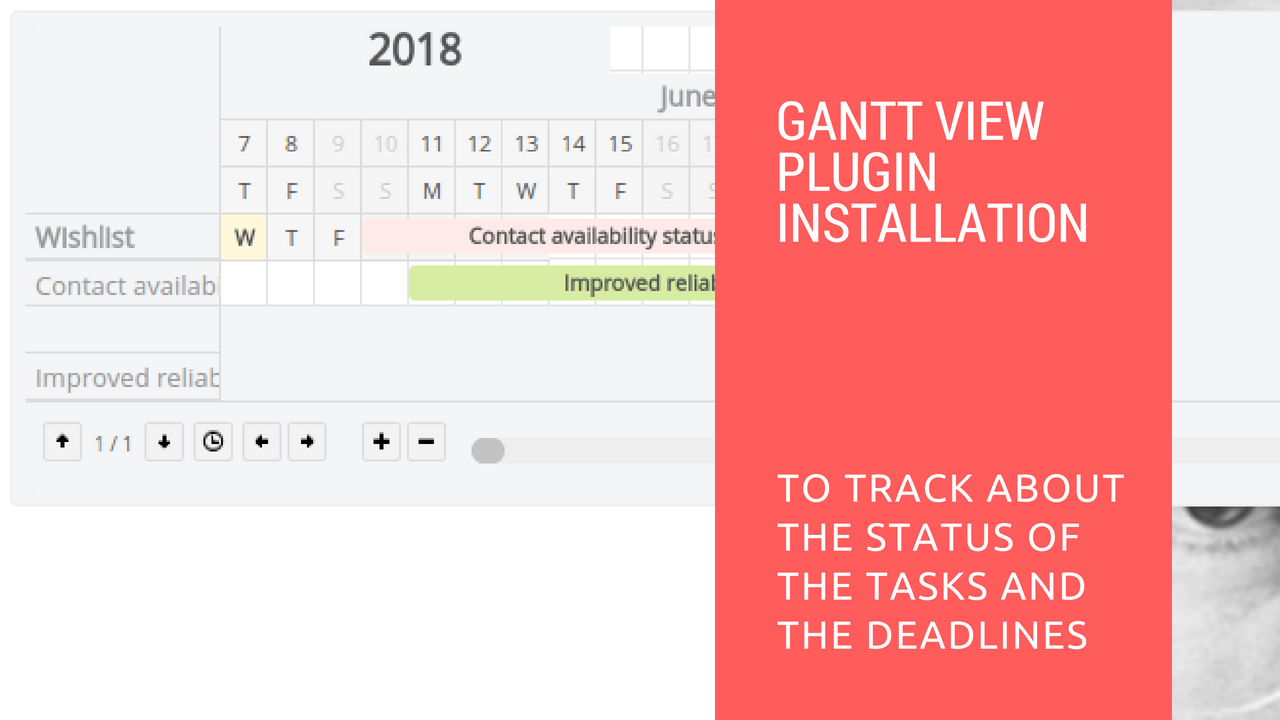 2018
June
7 8 9 10 11 12 13 14 15 16
T F S S M T W T F S
Wishlist W T F Contact availability status
Contact availab Improved reliab
Improved reliab
1 / 1
GANTT VIEW
PLUGIN
INSTALLATION
TO TRACK ABOUT
THE STATUS OF
THE TASKS AND
THE DEADLINES